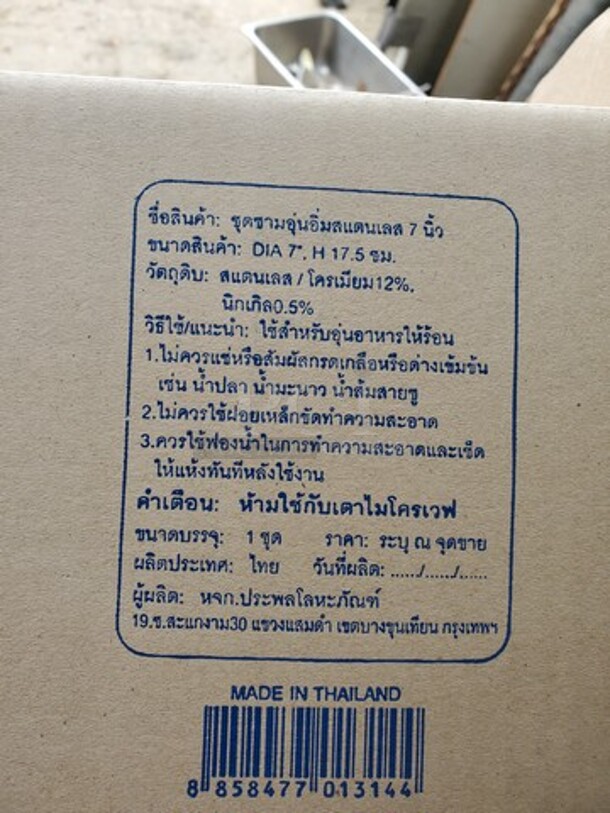 ชื่อสินค้า: ชุดชามอุ่นอิ่มสแตนเลส 7 นิ้ว
ขนาดสินค้า: DIA 7", H 17.5 ซม.
วัตถุดิบ: สแตนเลส / โครเมียม12%,
นิกเกิล0.5%
วิธีใช้/แนะนำ: ใช้สำหรับอุ่นอาหารให้ร้อน
1.ไม่ควรแช่หรือสัมผัสกรดเกลือหรือด่างเข้มข้น
เช่น น้ำปลา น้ำมะนาว น้ำส้มสายชู
2.ไม่ควรใช้ฝอยเหล็กขัดทำความสะอาด
3.ควรใช้ฟองน้ำในการทำความสะอาดและเช็ด
ให้แห้งทันทีหลังใช้งาน
คำเตือน: ห้ามใช้กับเตาไมโครเวฟ
ขนาดบรรจุ: 1 ชุด ราคา: ระบุ ณ จุดขาย
ผลิตประเทศ: ไทย วันที่ผลิต: ...../....../......
ผู้ผลิต: หจก.ประพลโลหะภัณฑ์
19.ซ.สะแกงาม30 แขวงแสมดำ เขตบางขุนเทียน กรุงเทพฯ
MADE IN THAILAND
8 858477 013144